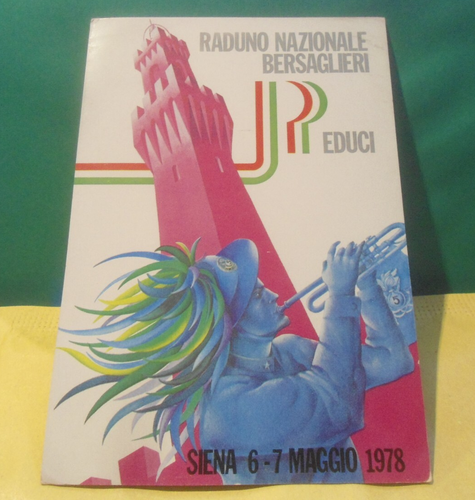 RADUNO NAZIONALE
BERSAGLIERI
REDUCI
SIENA 6-7 MAGGIO 1978